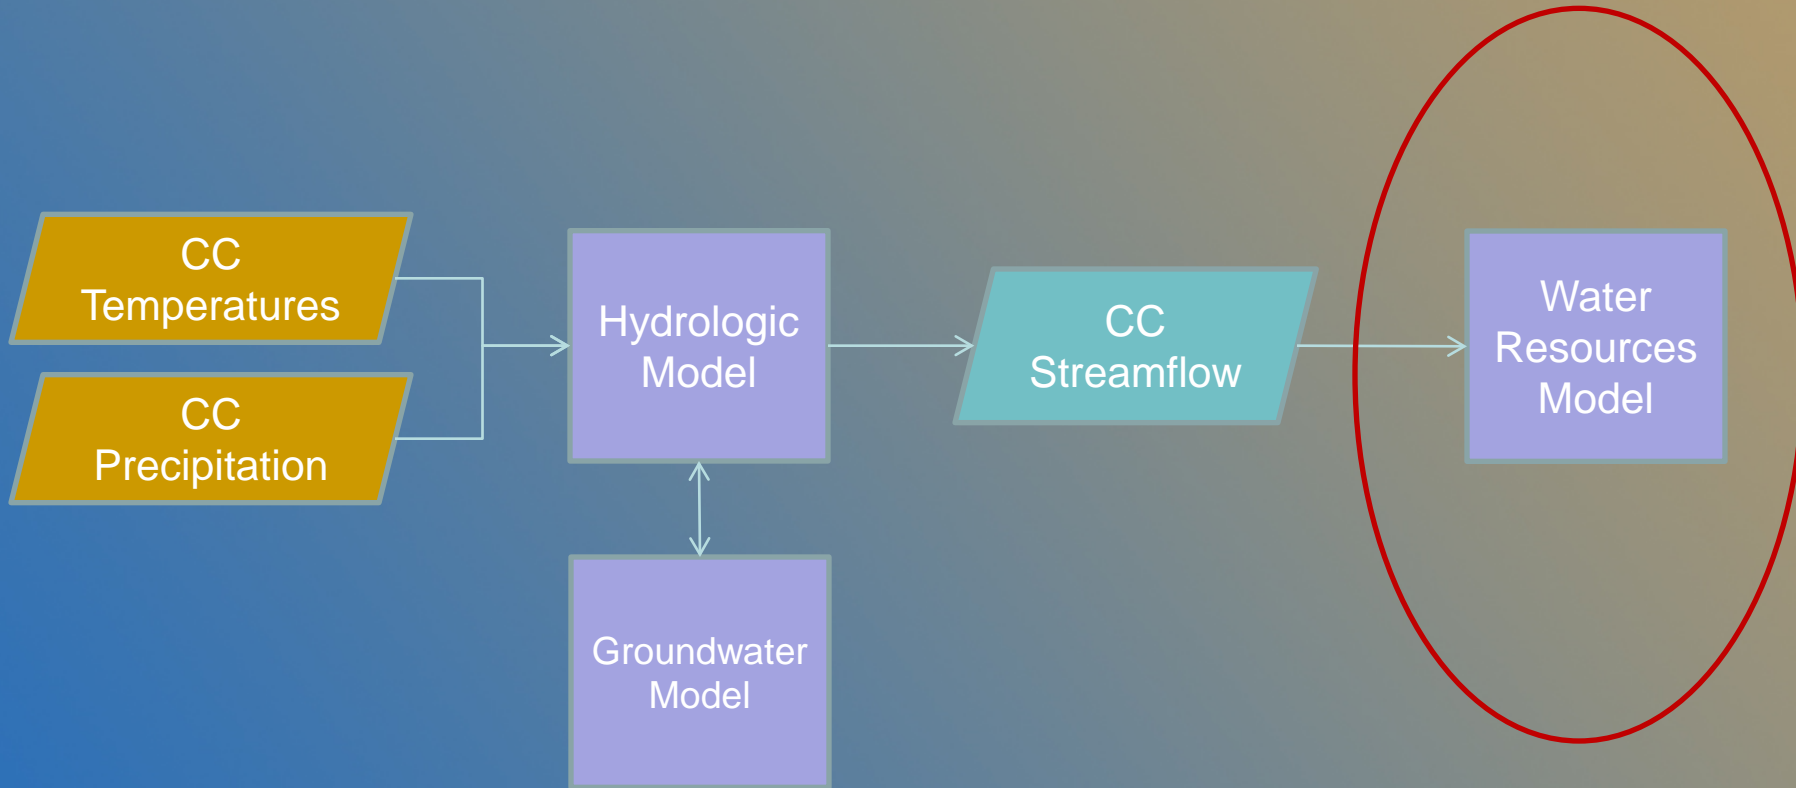 CC
Temperatures
CC
Precipitation
Hydrologic
Model
Groundwater
Model
CC
Streamflow
Water
Resources
Model